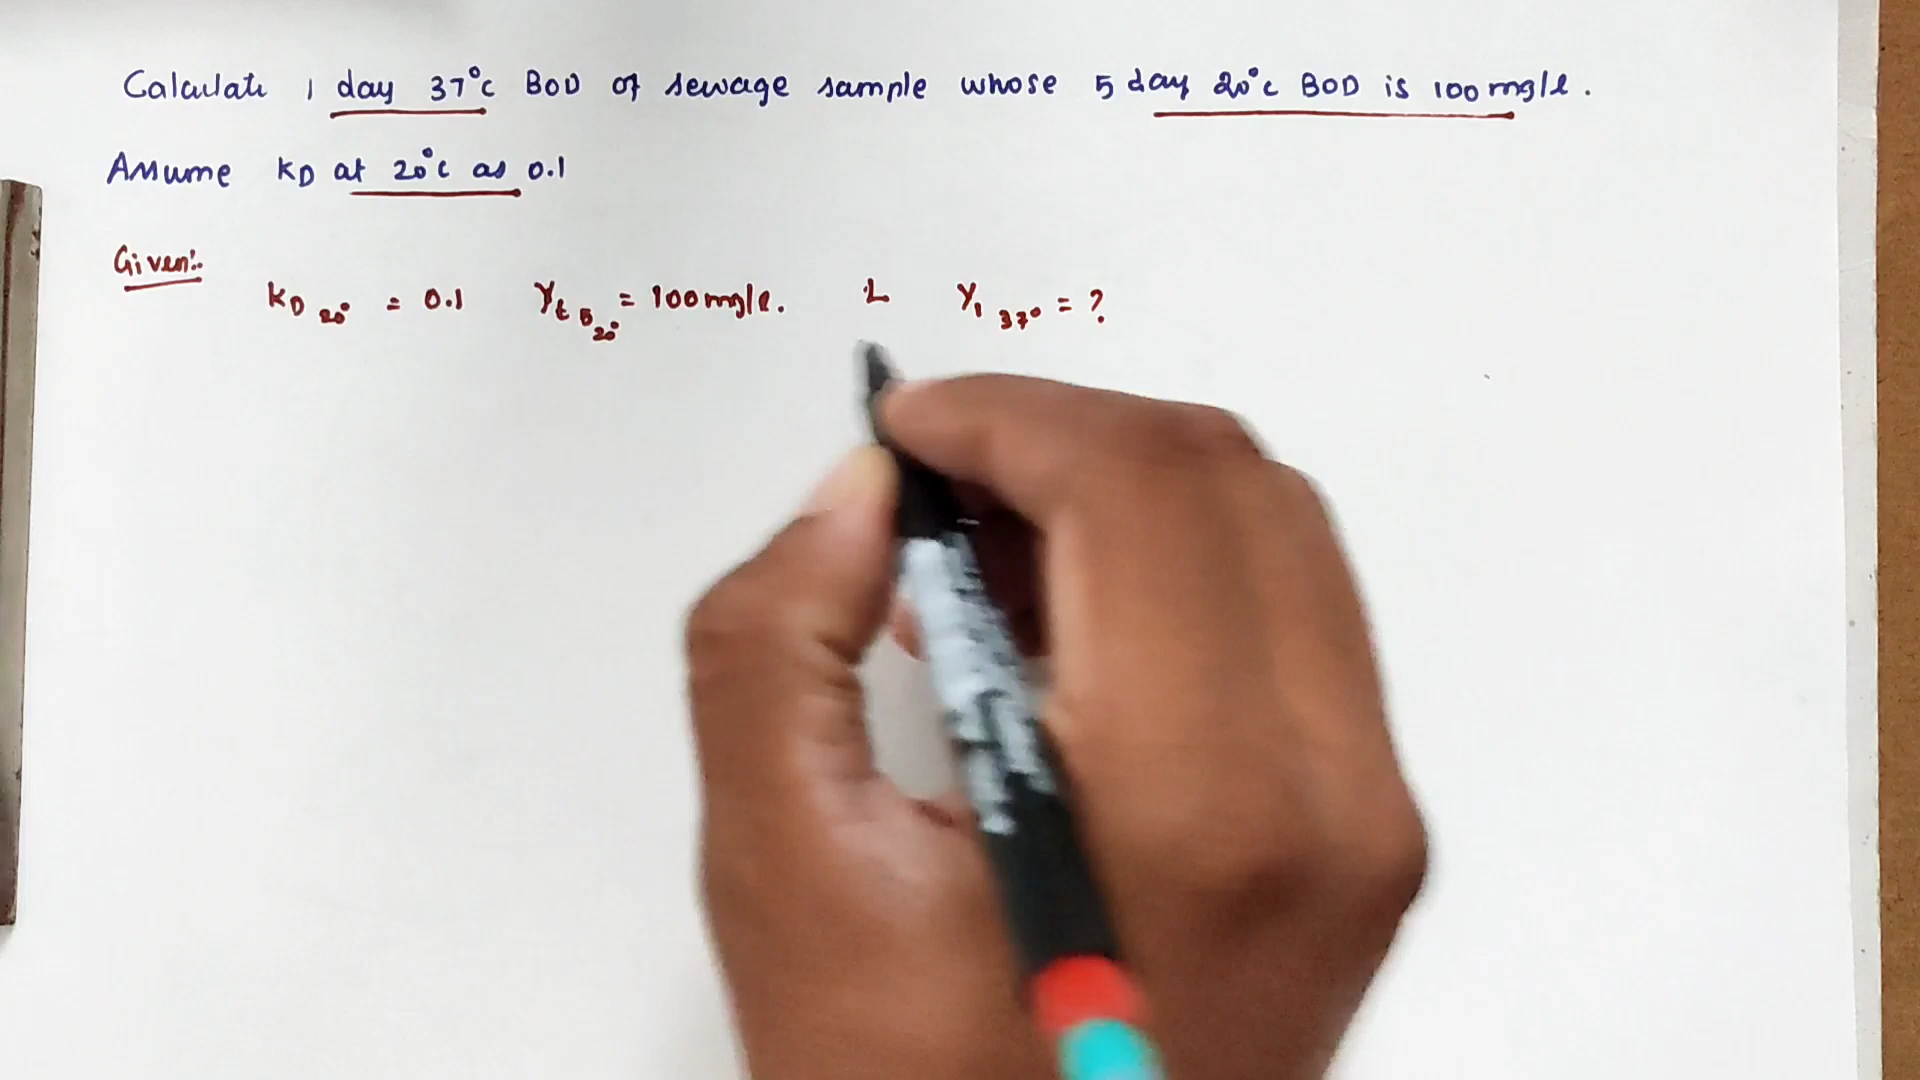 Calculate 1 day 37°C BOD of sewage sample whose 5 day 20°C BOD is 100 mg/l.
Assume KD at 20°C as 0.1
Given:-
KD 20° = 0.1 Yt 5 20° = 100 mg/l. & Y1 37° = ?